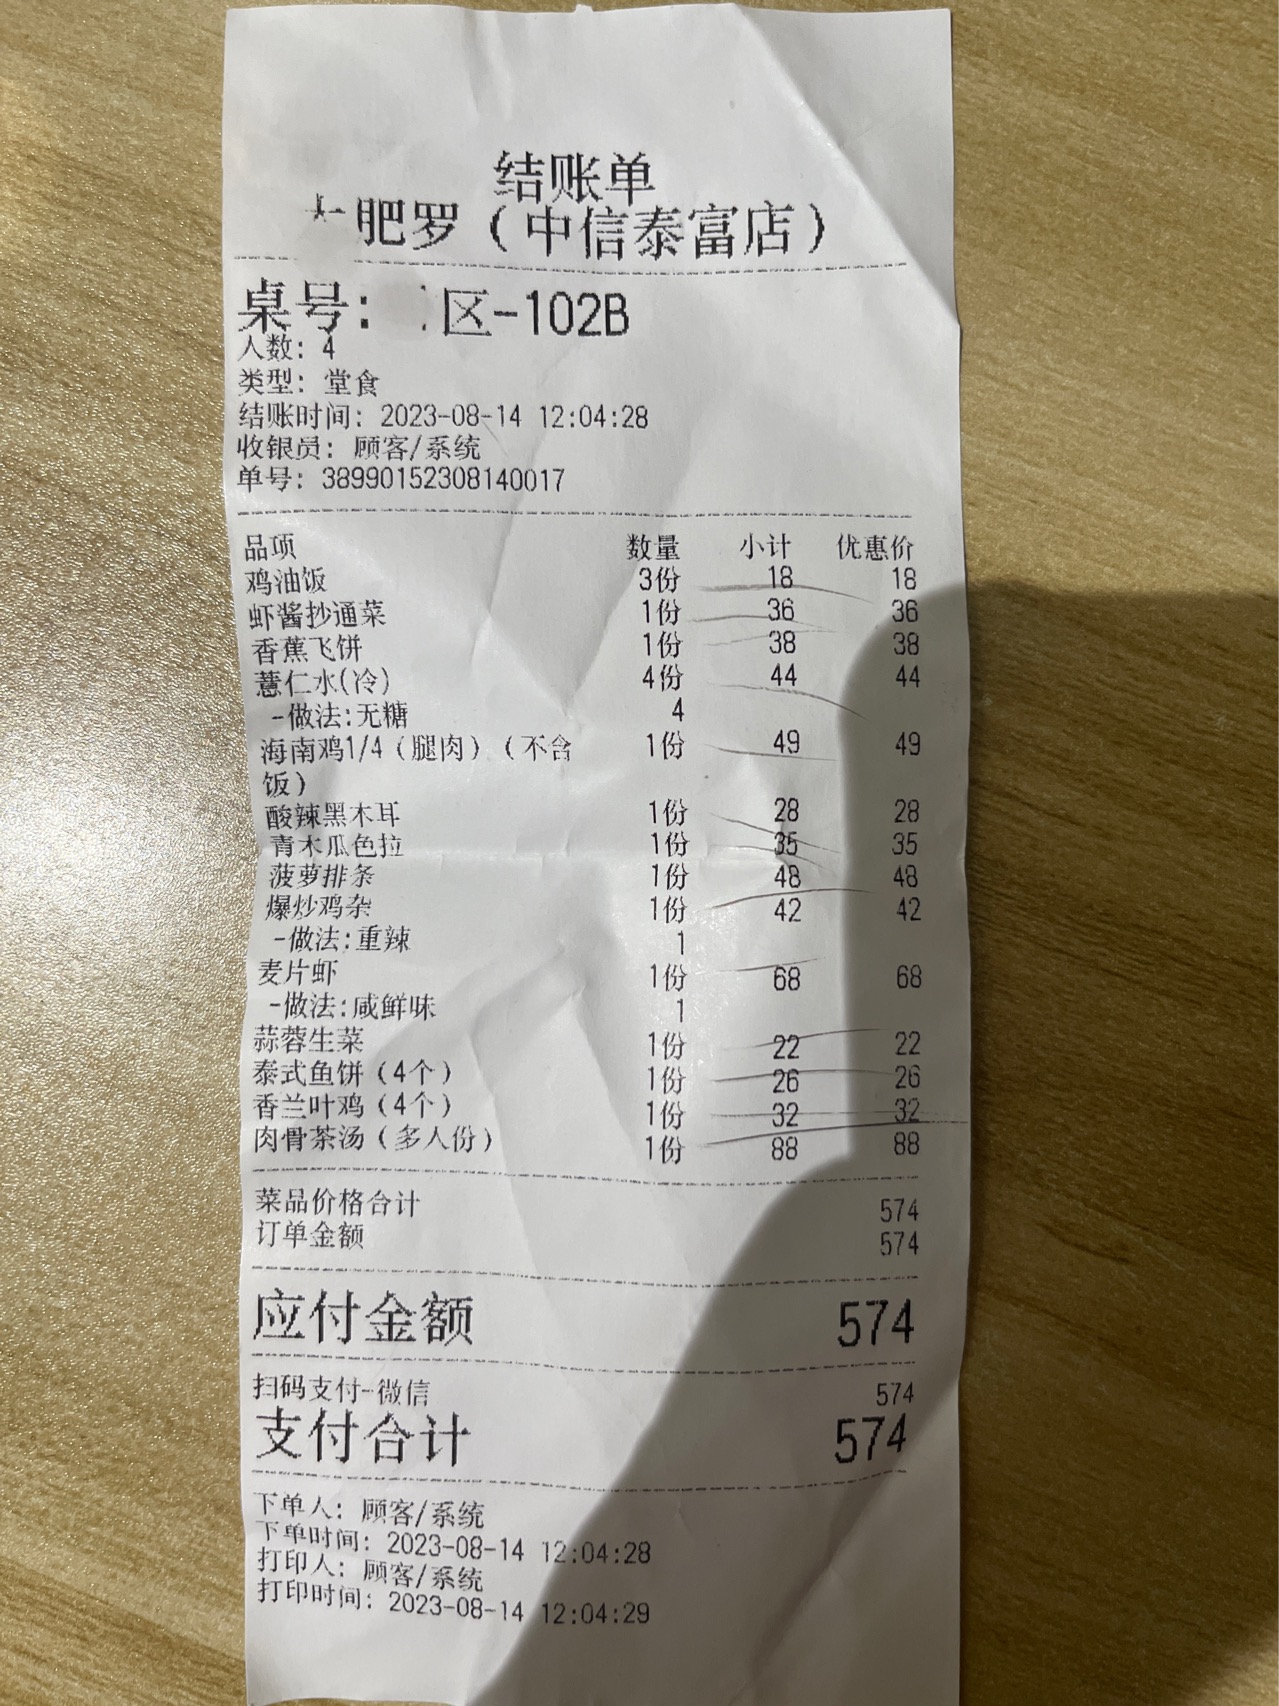 结账单
肥罗（中信泰富店）
桌号： 区-102B
人数：4
类型：堂食
结账时间：2023-08-14 12:04:28
收银员：顾客/系统
单号：38990152308140017
品项 数量 小计 优惠价
鸡油饭 3份 18 18
虾酱抄通菜 1份 36 36
香蕉飞饼 1份 38 38
薏仁水(冷) 4份 44 44
-做法:无糖 4
海南鸡1/4（腿肉）（不含 1份 49 49
饭）
酸辣黑木耳 1份 28 28
青木瓜色拉 1份 35 35
菠萝排条 1份 48 48
爆炒鸡杂 1份 42 42
-做法:重辣 1
麦片虾 1份 68 68
-做法:咸鲜味 1
蒜蓉生菜 1份 22 22
泰式鱼饼（4个） 1份 26 26
香兰叶鸡（4个） 1份 32 32
肉骨茶汤（多人份） 1份 88 88
菜品价格合计 574
订单金额 574
应付金额 574
扫码支付-微信 574
支付合计 574
下单人：顾客/系统
下单时间：2023-08-14 12:04:28
打印人：顾客/系统
打印时间：2023-08-14 12:04:29